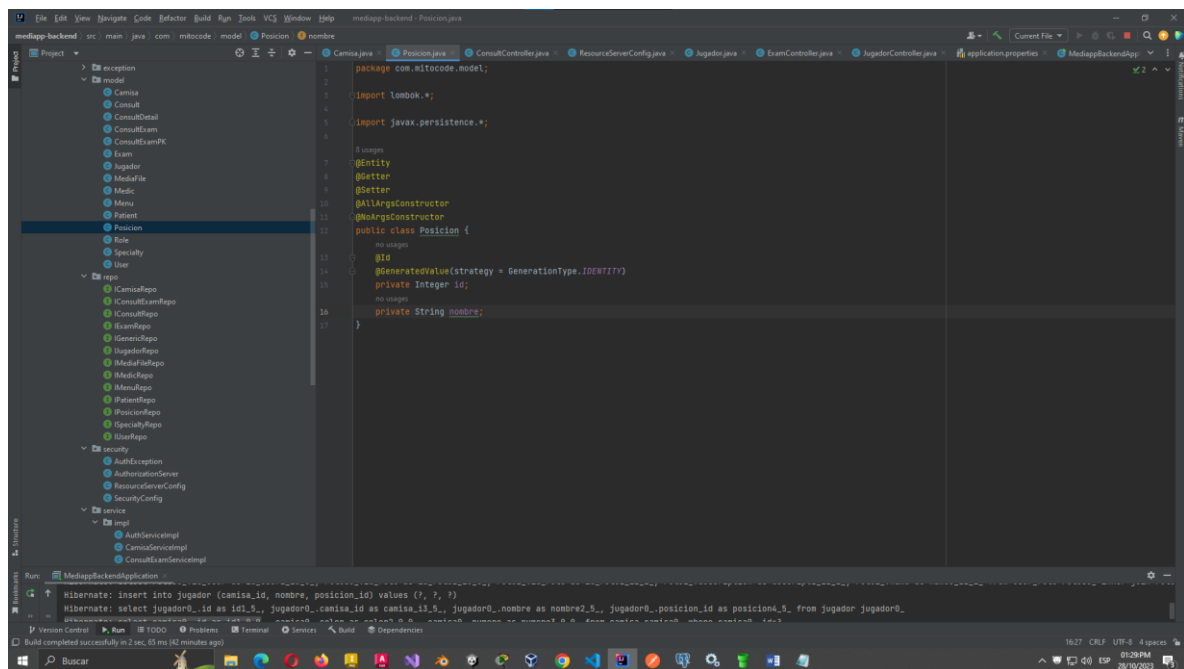 File Edit View Navigate Code Refactor Build Run Tools VCS Window Help mediapp-backend - Posicion.java
mediapp-backend src main java com mitocode model Posicion nombre
Current File
Project
Camisa.java Posicion.java ConsultController.java ResourceServerConfig.java Jugador.java ExamController.java JugadorController.java application.properties MediappBackendApp
exception
model
Camisa
Consult
ConsultDetail
ConsultExam
ConsultExamPK
Exam
Jugador
MediaFile
Medic
Menu
Patient
Posicion
Role
Specialty
User
repo
ICamisaRepo
IConsultExamRepo
IConsultRepo
IExamRepo
IGenericRepo
IJugadorRepo
IMediaFileRepo
IMedicRepo
IMenuRepo
IPatientRepo
IPosicionRepo
ISpecialtyRepo
IUserRepo
security
AuthException
AuthorizationServer
ResourceServerConfig
SecurityConfig
service
impl
AuthServiceImpl
CamisaServiceImpl
ConsultExamServiceImpl
1 package com.mitocode.model;
2
3 import lombok.*;
4
5 import javax.persistence.*;
6
8 usages
7 @Entity
8 @Getter
9 @Setter
10 @AllArgsConstructor
11 @NoArgsConstructor
12 public class Posicion {
no usages
13 @Id
14 @GeneratedValue(strategy = GenerationType.IDENTITY)
15 private Integer id;
no usages
16 private String nombre;
17 }
2
Notifications
Maven
Structure
Bookmarks
Run: MediappBackendApplication
Hibernate: insert into jugador (camisa_id, nombre, posicion_id) values (?, ?, ?)
Hibernate: select jugador0_.id as id1_5_, jugador0_.camisa_id as camisa_i3_5_, jugador0_.nombre as nombre2_5_, jugador0_.posicion_id as posicion4_5_ from jugador jugador0_
Version Control Run TODO Problems Terminal Services Build Dependencies
Build completed successfully in 2 sec, 65 ms (42 minutes ago)
16:27 CRLF UTF-8 4 spaces
Buscar
ESP
01:29PM
28/10/2023